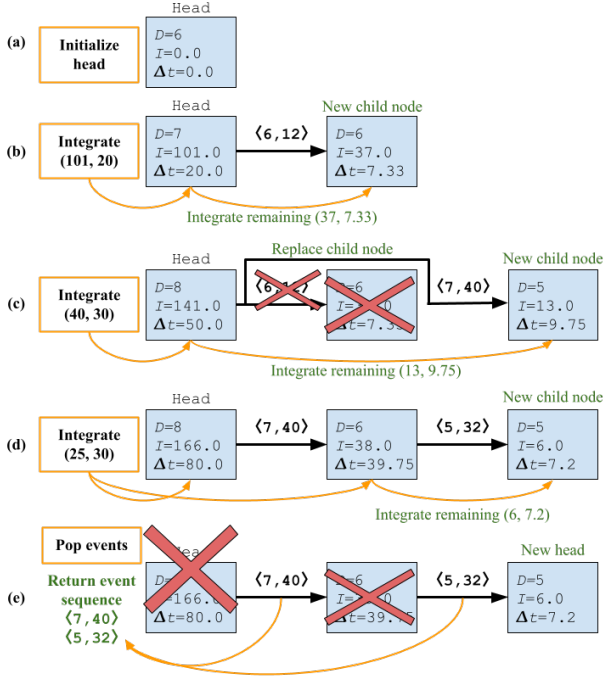 Head
(a)
Initialize
head
D=6
I=0.0
Δt=0.0
Head
New child node
(b)
Integrate
(101, 20)
D=7
I=101.0
Δt=20.0
⟨6,12⟩
D=6
I=37.0
Δt=7.33
Integrate remaining (37, 7.33)
Replace child node
Head
New child node
(c)
Integrate
(40, 30)
D=8
I=141.0
Δt=50.0
⟨7,40⟩
D=5
I=13.0
Δt=9.75
Integrate remaining (13, 9.75)
Head
New child node
(d)
Integrate
(25, 30)
D=8
I=166.0
Δt=80.0
⟨7,40⟩
D=6
I=38.0
Δt=39.75
⟨5,32⟩
D=5
I=6.0
Δt=7.2
Integrate remaining (6, 7.2)
Pop events
New head
(e)
Return event
sequence
⟨7,40⟩
⟨5,32⟩
=166.0
Δt=80.0
⟨7,40⟩
⟨5,32⟩
D=5
I=6.0
Δt=7.2